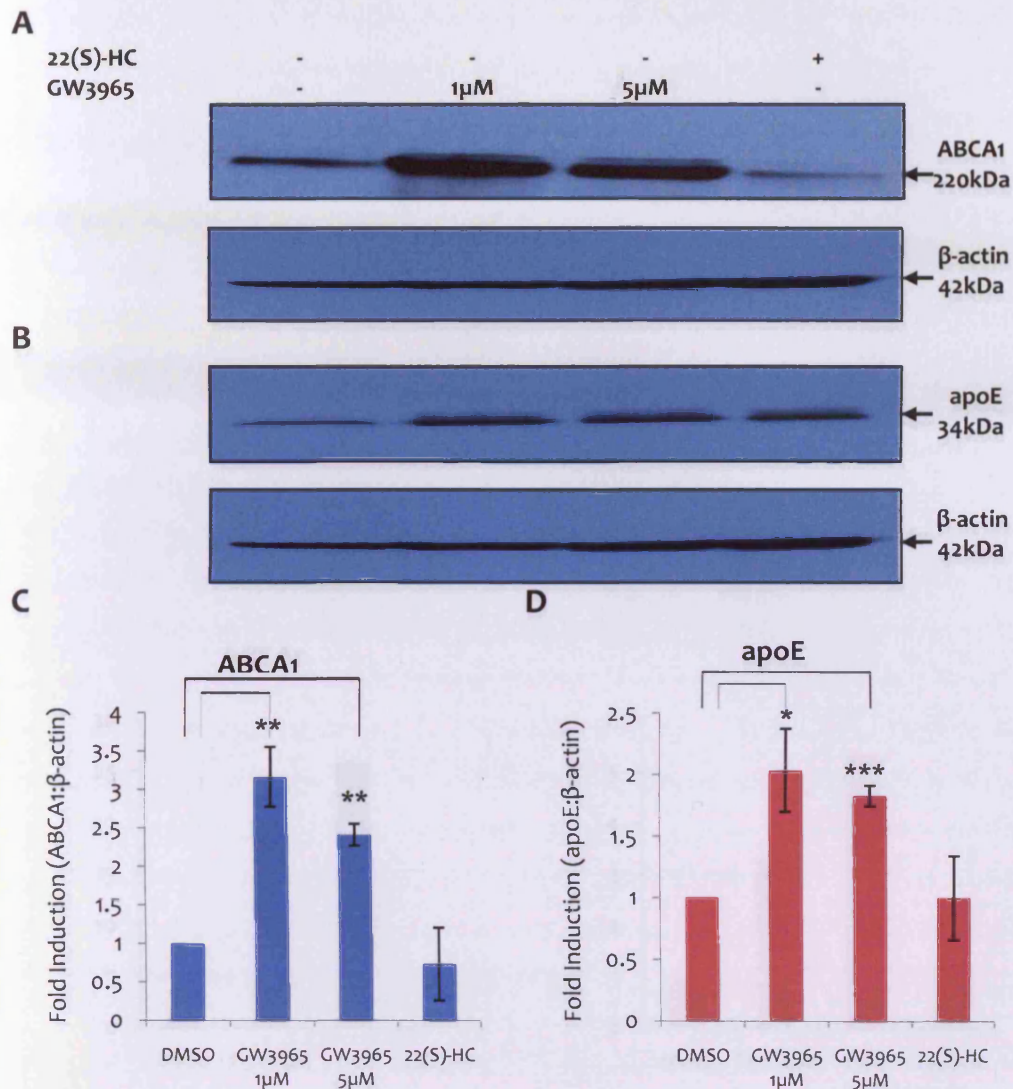 A
22(S)-HC - - - +
GW3965 - 1µM 5µM -
ABCA1
220kDa
β-actin
42kDa
B
apoE
34kDa
β-actin
42kDa
C
ABCA1
Fold Induction (ABCA1:β-actin)
4
3.5
3
2.5
2
1.5
1
0.5
0
**
**
DMSO GW3965 GW3965 22(S)-HC
1µM 5µM
D
apoE
Fold Induction (apoE:β-actin)
2.5
2
1.5
1
0.5
0
*
***
DMSO GW3965 GW3965 22(S)-HC
1µM 5µM